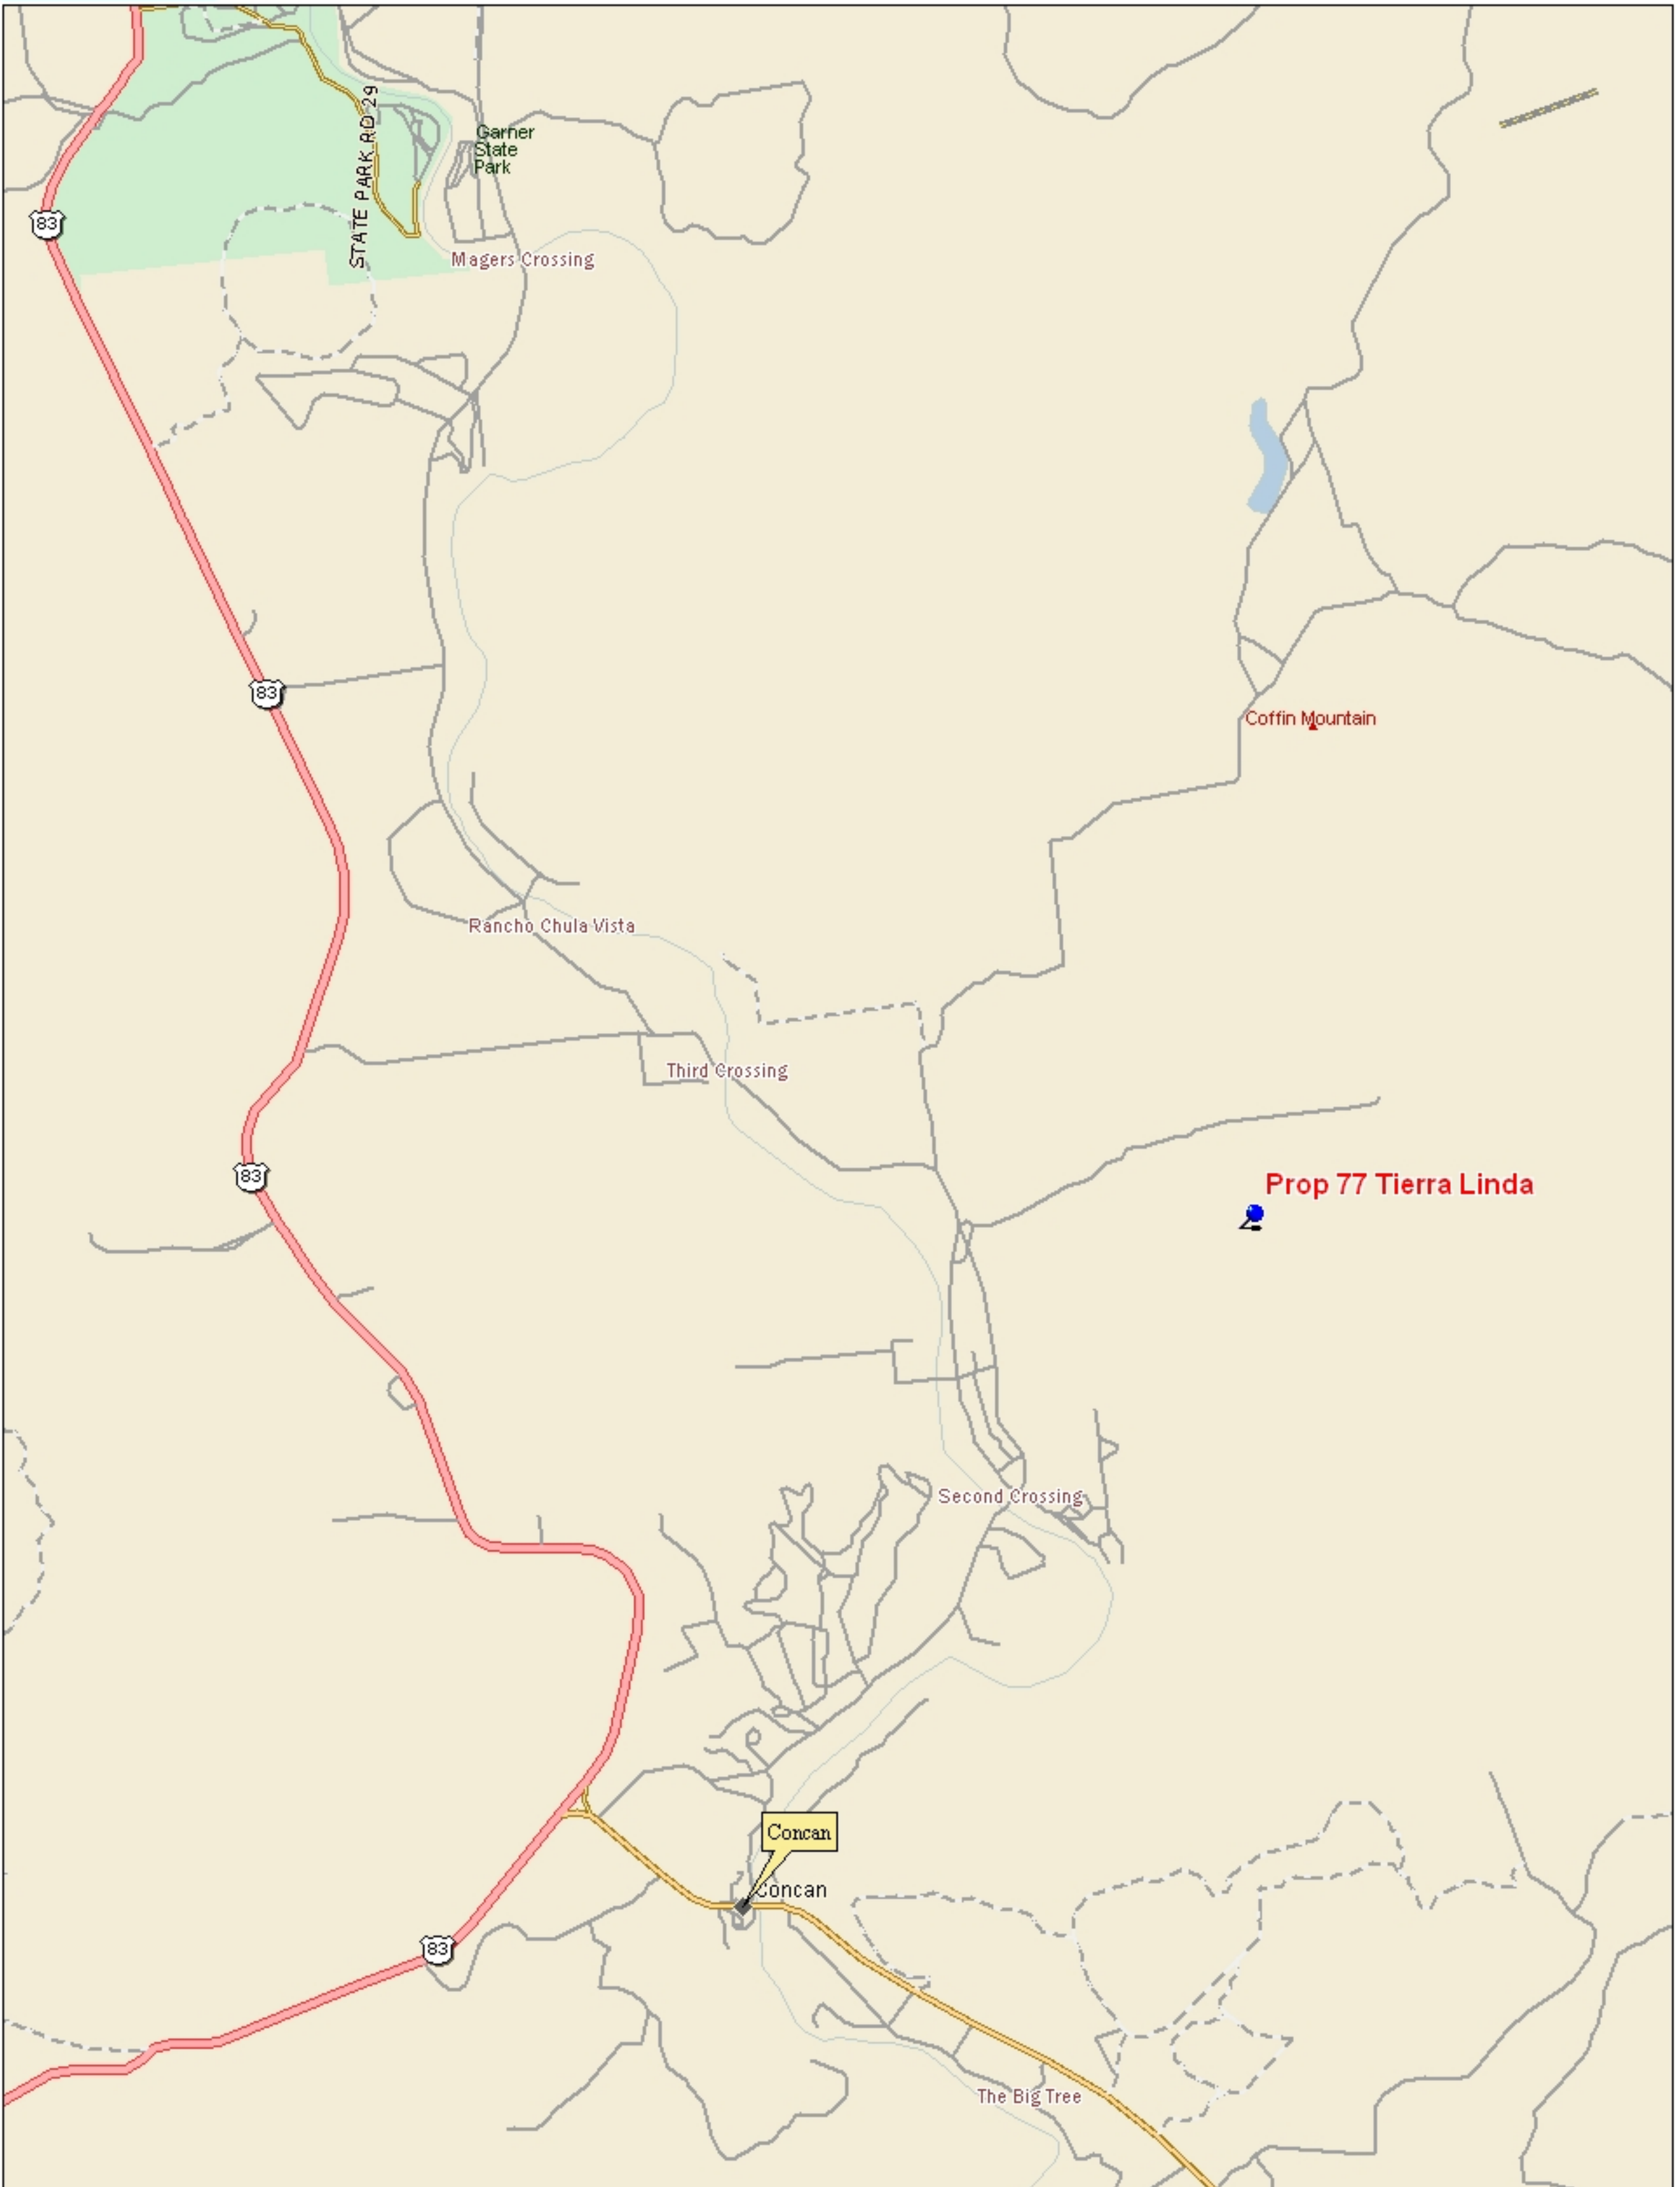 STATE PARK RD 29
Garner
State
Park
83
Magers Crossing
83
Coffin Mountain
Rancho Chula Vista
Third Crossing
83
Prop 77 Tierra Linda
Second Crossing
Concan
Concan
83
The Big Tree